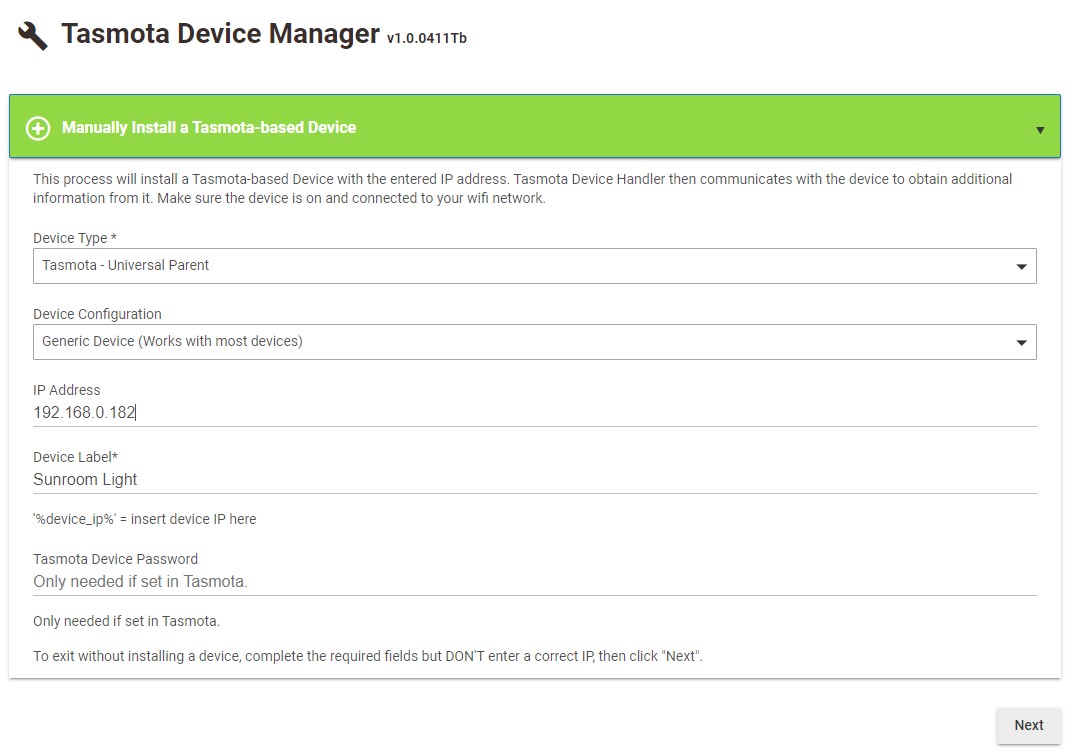 Tasmota Device Manager v1.0.0411Tb
Manually Install a Tasmota-based Device
This process will install a Tasmota-based Device with the entered IP address. Tasmota Device Handler then communicates with the device to obtain additional
information from it. Make sure the device is on and connected to your wifi network.
Device Type *
Tasmota - Universal Parent
Device Configuration
Generic Device (Works with most devices)
IP Address
192.168.0.182
Device Label*
Sunroom Light
'%device_ip%' = insert device IP here
Tasmota Device Password
Only needed if set in Tasmota.
Only needed if set in Tasmota.
To exit without installing a device, complete the required fields but DON'T enter a correct IP, then click "Next".
Next